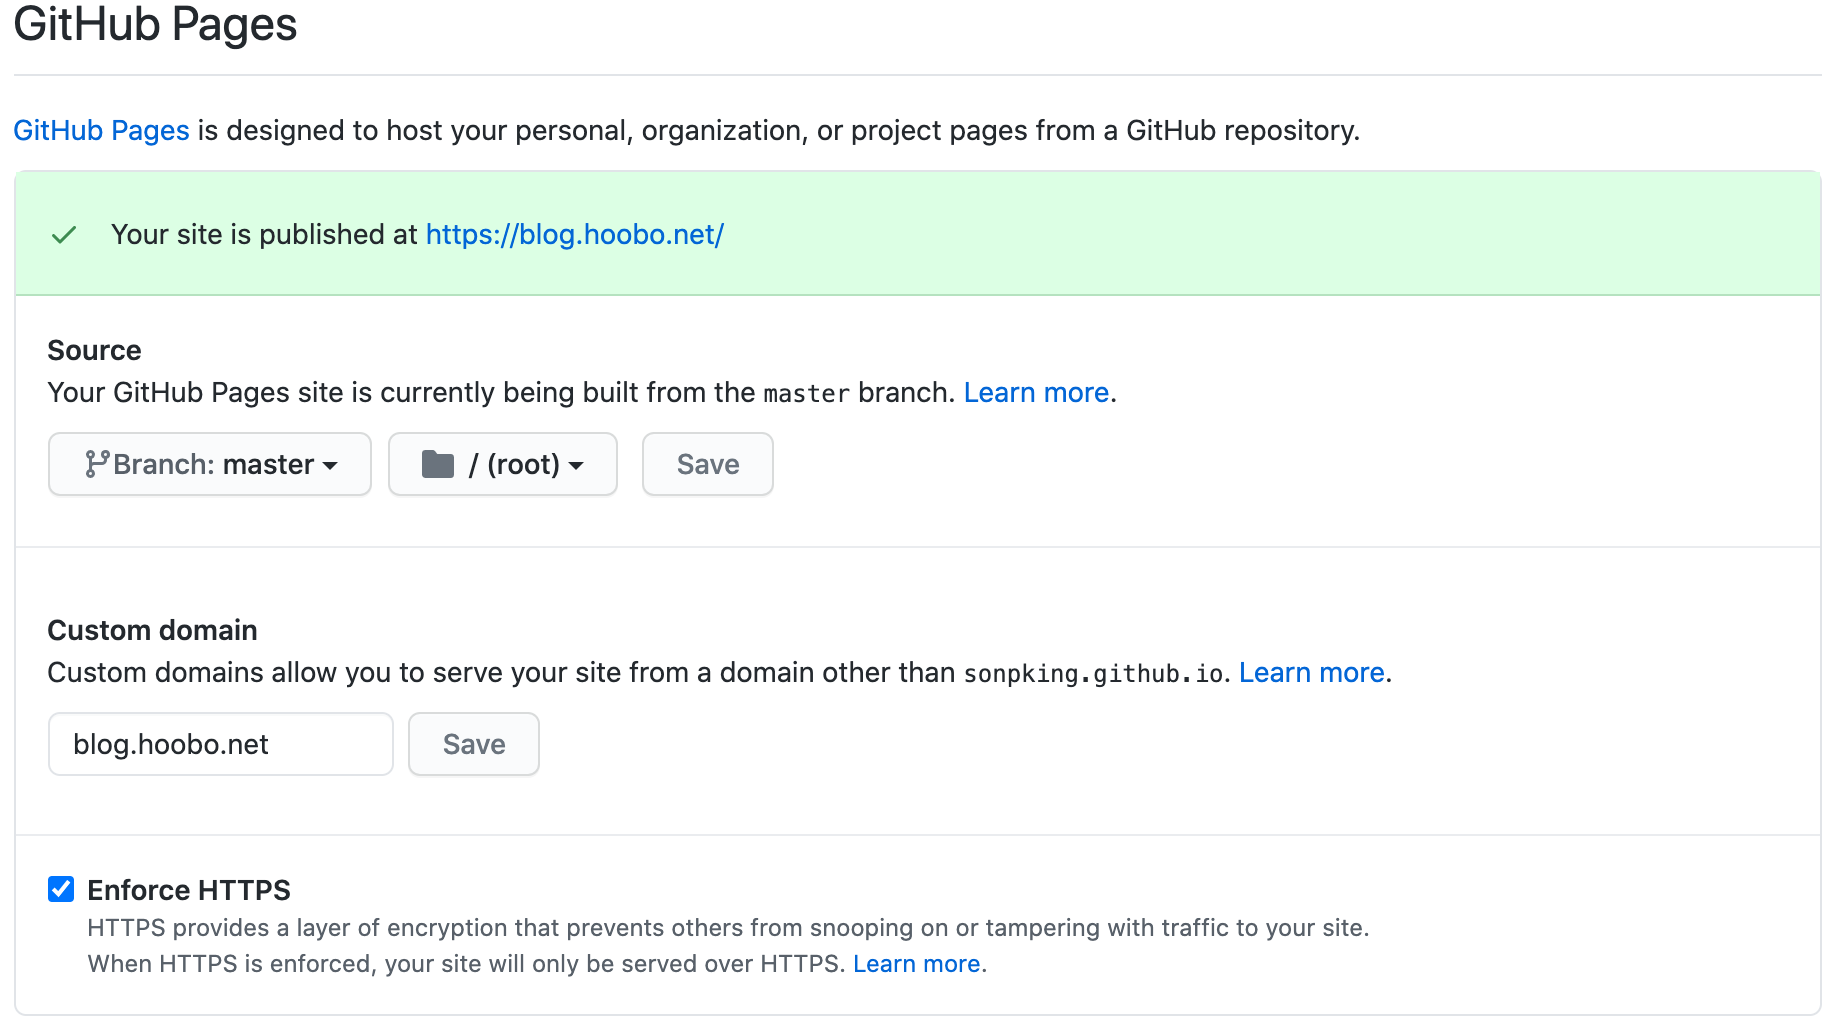 GitHub Pages
GitHub Pages is designed to host your personal, organization, or project pages from a GitHub repository.
Your site is published at https://blog.hoobo.net/
Source
Your GitHub Pages site is currently being built from the master branch. Learn more.
Branch: master / (root) Save
Custom domain
Custom domains allow you to serve your site from a domain other than sonpking.github.io. Learn more.
blog.hoobo.net Save
Enforce HTTPS
HTTPS provides a layer of encryption that prevents others from snooping on or tampering with traffic to your site.
When HTTPS is enforced, your site will only be served over HTTPS. Learn more.